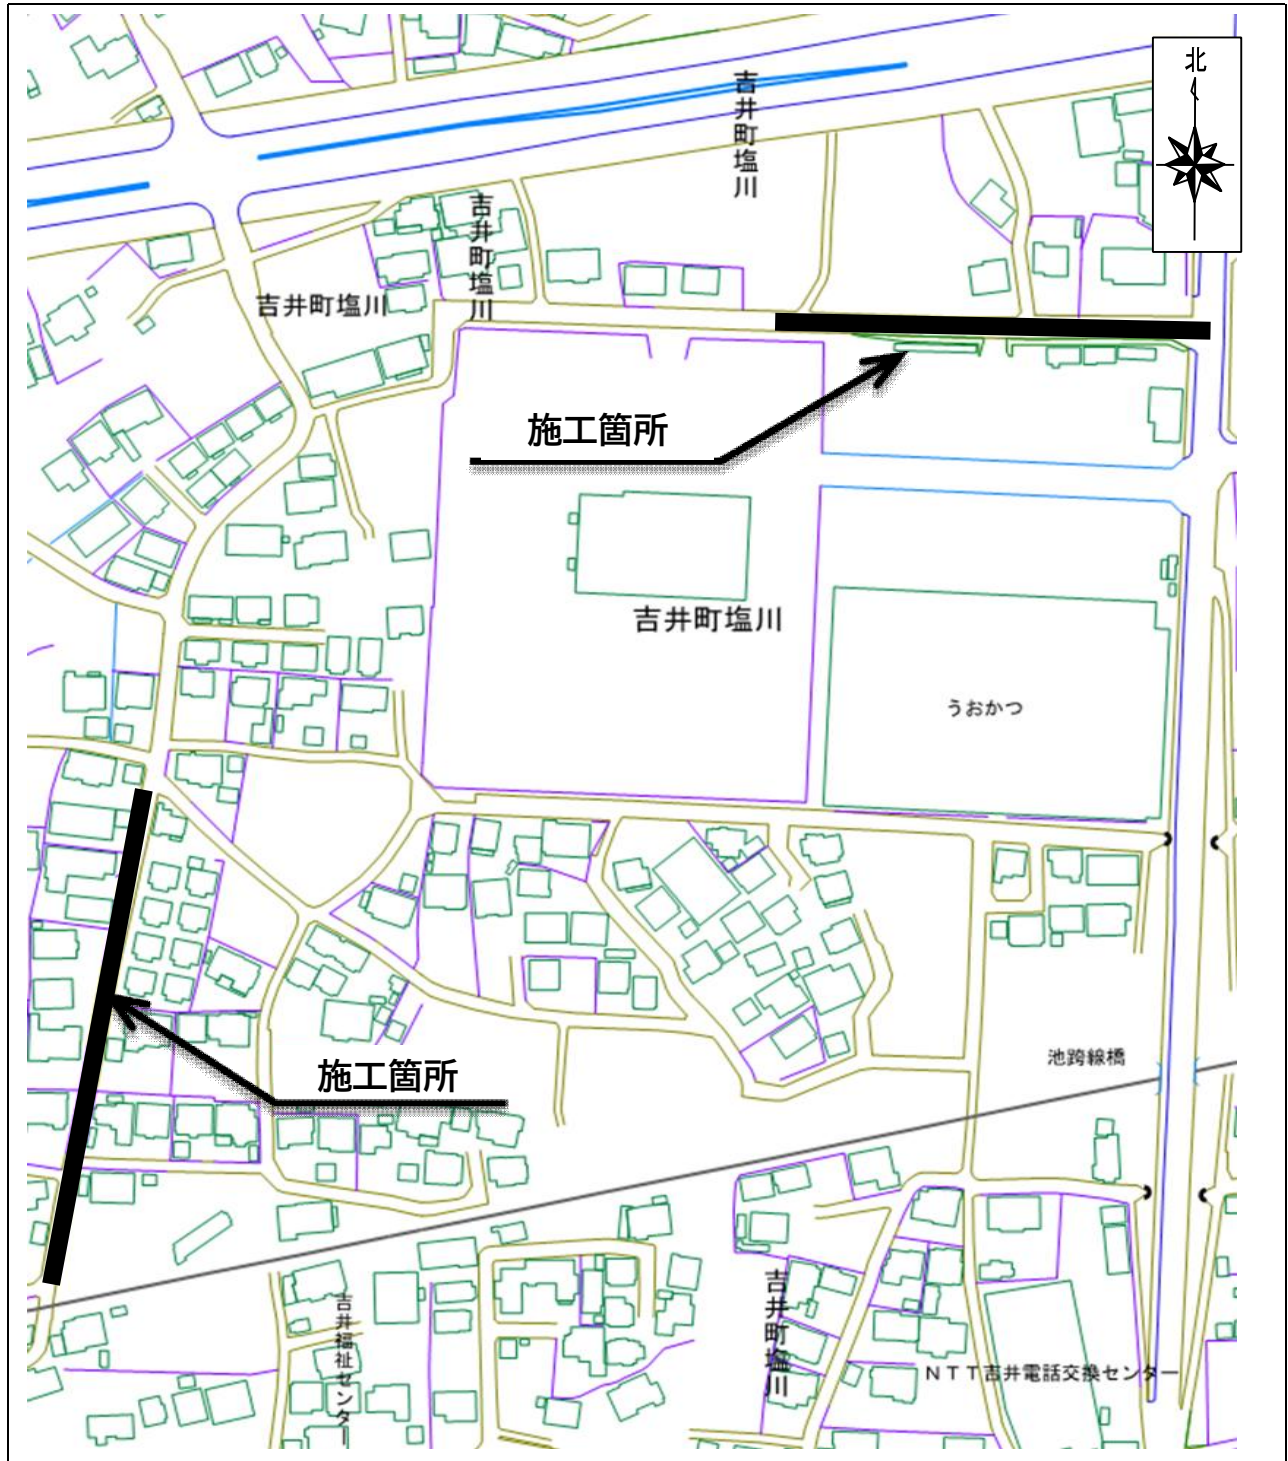 北
吉井町塩川
吉井町塩川
吉井町塩川
施工箇所
吉井町塩川
うおかつ
池跨線橋
施工箇所
吉井町塩川
吉井福祉センター
NTT吉井電話交換センター